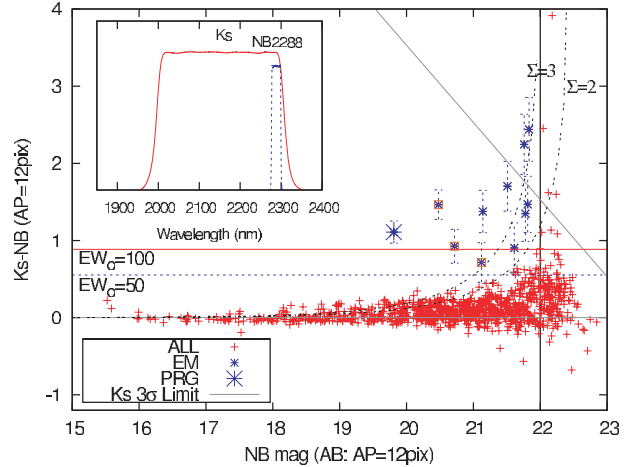 4
3
2
1
0
-1
Ks-NB (AP=12pix)
Ks
NB2288
1900 2000 2100 2200 2300 2400
Wavelength (nm)
Σ=3
Σ=2
EW₀=100
EW₀=50
ALL
EM
PRG
Ks 3σ Limit
15 16 17 18 19 20 21 22 23
NB mag (AB: AP=12pix)